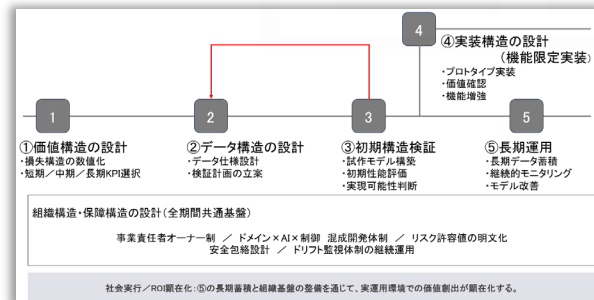 4
④実装構造の設計
(機能限定実装)
・プロトタイプ実装
・価値確認
・機能増強
1
2
3
5
①価値構造の設計
・損失構造の数値化
・短期／中期／長期KPI選択
②データ構造の設計
・データ仕様設計
・検証計画の立案
③初期構造検証
・試作モデル構築
・初期性能評価
・実現可能性判断
⑤長期運用
・長期データ蓄積
・継続的モニタリング
・モデル改善
組織構造・保障構造の設計(全期間共通基盤)
事業責任者オーナー制 ／ ドメイン×AI×制御 混成開発体制 ／ リスク許容値の明文化
安全包絡設計 ／ ドリフト監視体制の継続運用
社会実行／ROI顕在化:⑤の長期蓄積と組織基盤の整備を通じて、実運用環境での価値創出が顕在化する。